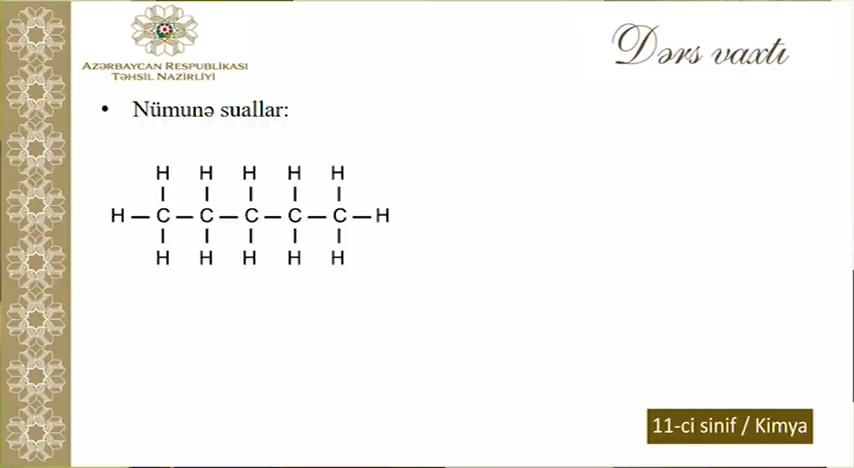 AZƏRBAYCAN RESPUBLİKASI
TƏHSİL NAZİRLİYİ
Dərs vaxtı
• Nümunə suallar:
H H H H H
H – C – C – C – C – C – H
H H H H H
11-ci sinif / Kimya